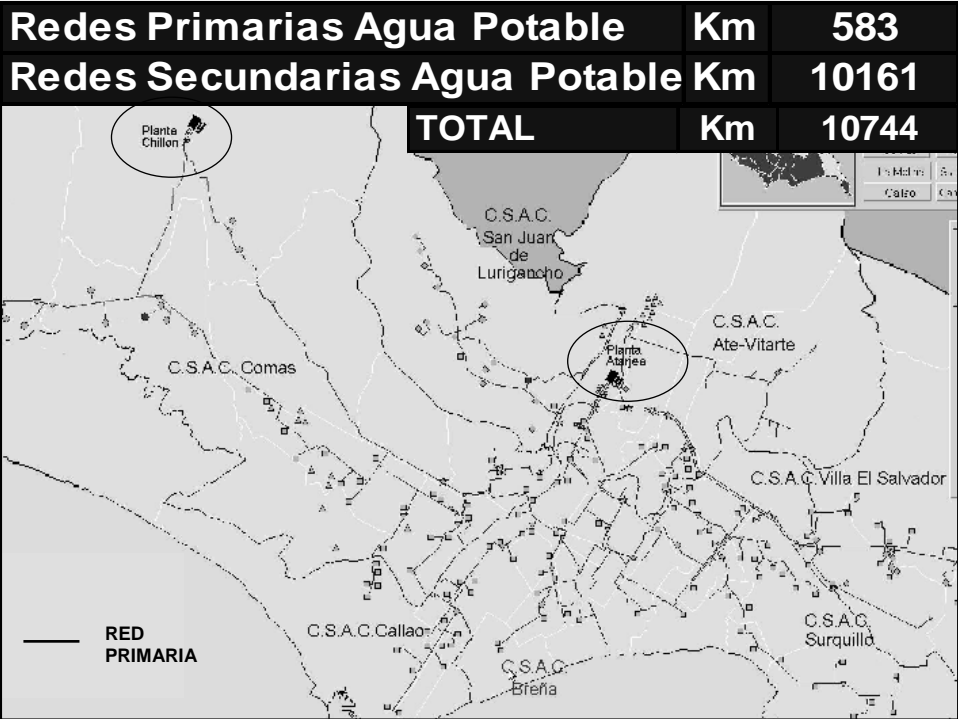 Redes Primarias Agua Potable Km 583
Redes Secundarias Agua Potable Km 10161
TOTAL Km 10744
Planta
Chillon
C.S.A.C.
San Juan
de
Lurigancho
C.S.A.C.
Ate-Vitarte
Planta
Atarjea
C.S.A.C. Comas
C.S.A.C. Villa El Salvador
RED
PRIMARIA
C.S.A.C. Callao
C.S.A.C.
Surquillo
C.S.A.C.
Breña